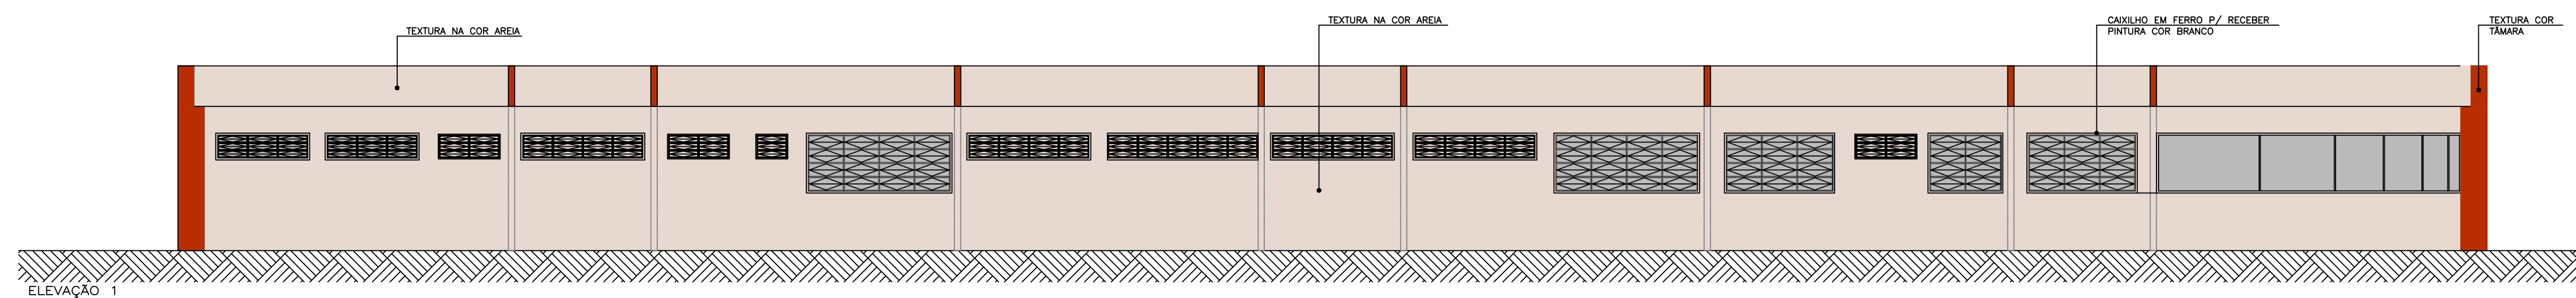 TEXTURA NA COR AREIA
TEXTURA NA COR AREIA
CAIXILHO EM FERRO P/ RECEBER
PINTURA COR BRANCO
TEXTURA COR
TÂMARA
ELEVAÇÃO 1